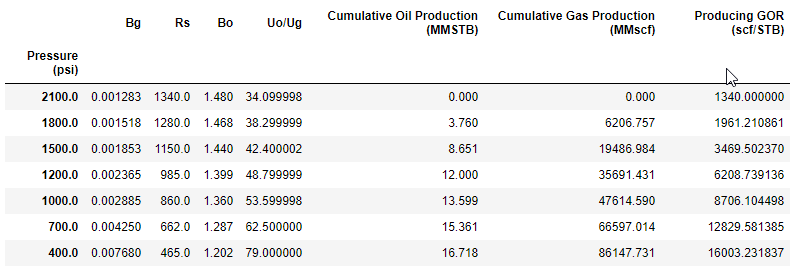 Bg Rs Bo Uo/Ug Cumulative Oil Production (MMSTB) Cumulative Gas Production (MMscf) Producing GOR (scf/STB)
Pressure (psi)
2100.0 0.001283 1340.0 1.480 34.099998 0.000 0.000 1340.000000
1800.0 0.001518 1280.0 1.468 38.299999 3.760 6206.757 1961.210861
1500.0 0.001853 1150.0 1.440 42.400002 8.651 19486.984 3469.502370
1200.0 0.002365 985.0 1.399 48.799999 12.000 35691.431 6208.739136
1000.0 0.002885 860.0 1.360 53.599998 13.599 47614.590 8706.104498
700.0 0.004250 662.0 1.287 62.500000 15.361 66597.014 12829.581385
400.0 0.007680 465.0 1.202 79.000000 16.718 86147.731 16003.231837